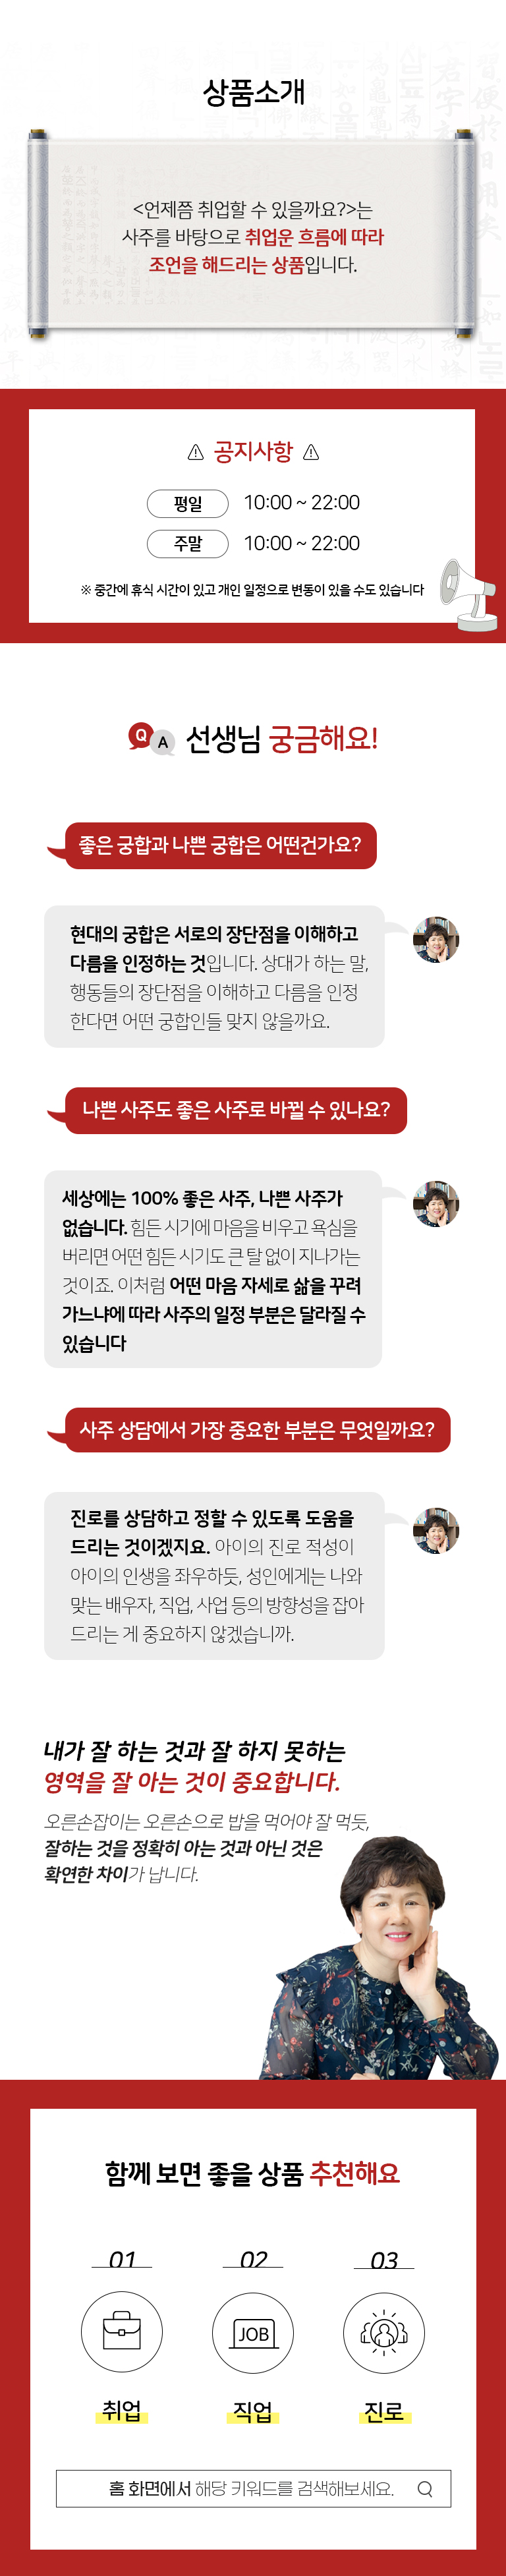 상품소개
<언제쯤 취업할 수 있을까요?>는
사주를 바탕으로 취업운 흐름에 따라
조언을 해드리는 상품입니다.
공지사항
평일 10:00 ~ 22:00
주말 10:00 ~ 22:00
※ 중간에 휴식 시간이 있고 개인 일정으로 변동이 있을 수도 있습니다
Q A 선생님 궁금해요!
좋은 궁합과 나쁜 궁합은 어떤건가요?
현대의 궁합은 서로의 장단점을 이해하고
다름을 인정하는 것입니다. 상대가 하는 말,
행동들의 장단점을 이해하고 다름을 인정
한다면 어떤 궁합인들 맞지 않을까요.
나쁜 사주도 좋은 사주로 바뀔 수 있나요?
세상에는 100% 좋은 사주, 나쁜 사주가
없습니다. 힘든 시기에 마음을 비우고 욕심을
버리면 어떤 힘든 시기도 큰 탈 없이 지나가는
것이죠. 이처럼 어떤 마음 자세로 삶을 꾸려
가느냐에 따라 사주의 일정 부분은 달라질 수
있습니다
사주 상담에서 가장 중요한 부분은 무엇일까요?
진로를 상담하고 정할 수 있도록 도움을
드리는 것이겠지요. 아이의 진로 적성이
아이의 인생을 좌우하듯, 성인에게는 나와
맞는 배우자, 직업, 사업 등의 방향성을 잡아
드리는 게 중요하지 않겠습니까.
내가 잘 하는 것과 잘 하지 못하는
영역을 잘 아는 것이 중요합니다.
오른손잡이는 오른손으로 밥을 먹어야 잘 먹듯,
잘하는 것을 정확히 아는 것과 아닌 것은
확연한 차이가 납니다.
함께 보면 좋을 상품 추천해요
01 02 03
JOB
취업 직업 진로
홈 화면에서 해당 키워드를 검색해보세요.